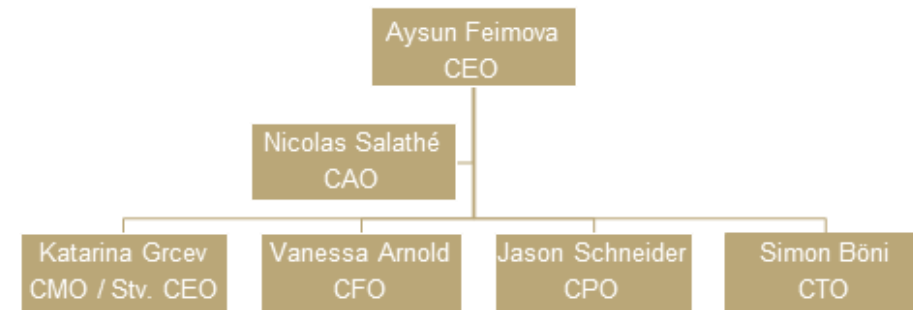 Aysun Feimova
CEO
Nicolas Salathé
CAO
Katarina Grcev
CMO / Stv. CEO
Vanessa Arnold
CFO
Jason Schneider
CPO
Simon Böni
CTO